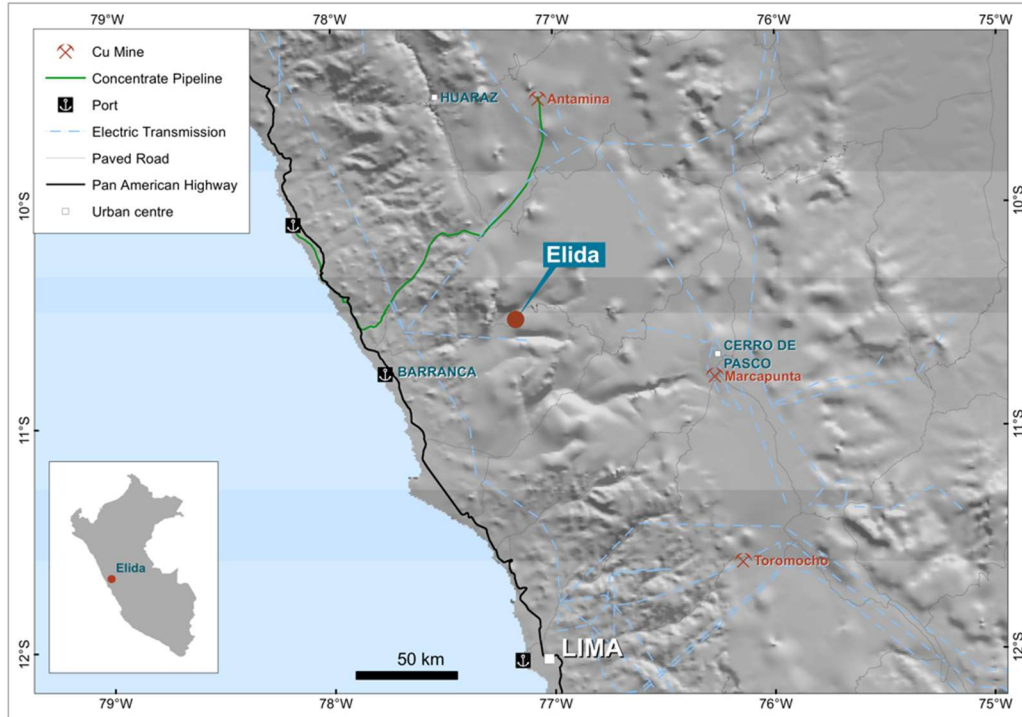 79°W
78°W
77°W
76°W
75°W
Cu Mine
Concentrate Pipeline
Port
Electric Transmission
Paved Road
Pan American Highway
Urban centre
HUARAZ
Antamina
10°S
10°S
Elida
CERRO DE
PASCO
Marcapunta
BARRANCA
11°S
11°S
Elida
Toromocho
LIMA
50 km
12°S
12°S
79°W
78°W
77°W
76°W
75°W